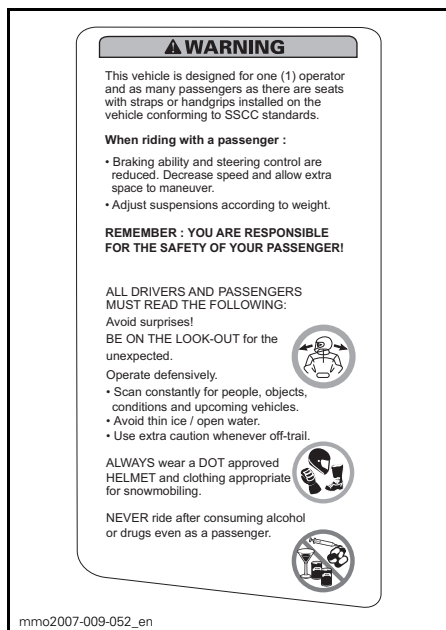 WARNING
This vehicle is designed for one (1) operator
and as many passengers as there are seats
with straps or handgrips installed on the
vehicle conforming to SSCC standards.
When riding with a passenger :
• Braking ability and steering control are
reduced. Decrease speed and allow extra
space to maneuver.
• Adjust suspensions according to weight.
REMEMBER : YOU ARE RESPONSIBLE
FOR THE SAFETY OF YOUR PASSENGER!
ALL DRIVERS AND PASSENGERS
MUST READ THE FOLLOWING:
Avoid surprises!
BE ON THE LOOK-OUT for the
unexpected.
Operate defensively.
• Scan constantly for people, objects,
conditions and upcoming vehicles.
• Avoid thin ice / open water.
• Use extra caution whenever off-trail.
ALWAYS wear a DOT approved
HELMET and clothing appropriate
for snowmobiling.
NEVER ride after consuming alcohol
or drugs even as a passenger.
mmo2007-009-052_en